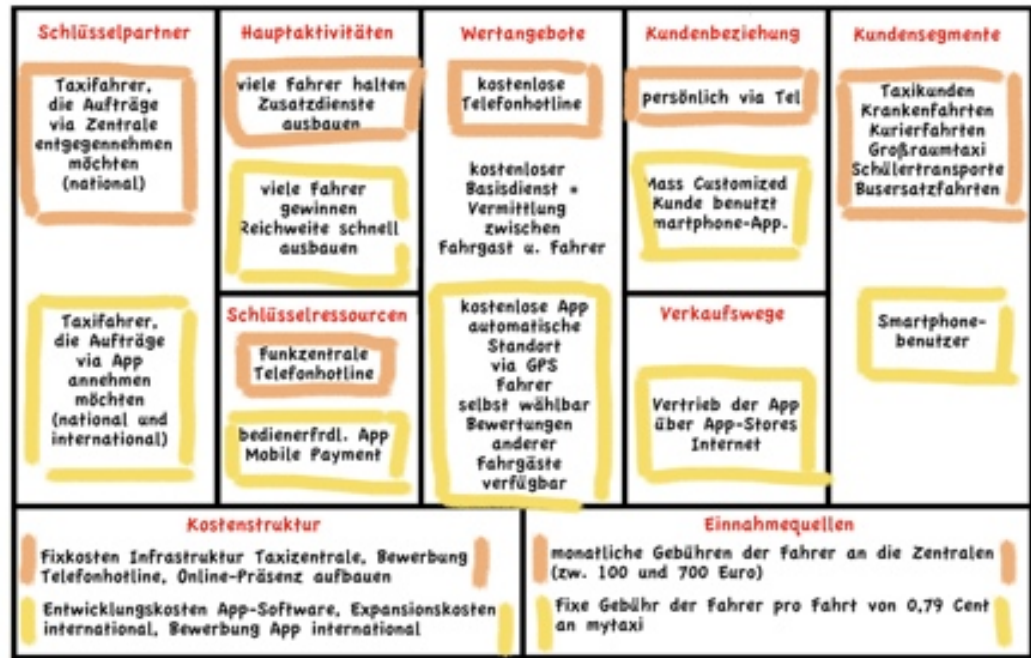 Schlüsselpartner
Taxifahrer,
die Aufträge
via Zentrale
entgegennehmen
möchten
(national)
Taxifahrer,
die Aufträge
via App
annehmen
möchten
(national und
international)
Hauptaktivitäten
viele Fahrer halten
Zusatzdienste
ausbauen
viele Fahrer
gewinnen
Reichweite schnell
ausbauen
Schlüsselressourcen
Funkzentrale
Telefonhotline
bedienerfrdl. App
Mobile Payment
Wertangebote
kostenlose
Telefonhotline
kostenloser
Basisdienst =
Vermittlung
zwischen
Fahrgast u. Fahrer
kostenlose App
automatische
Standort
via GPS
Fahrer
selbst wählbar
Bewertungen
anderer
Fahrgäste
verfügbar
Kundenbeziehung
persönlich via Tel
Mass Customized
Kunde benutzt
martphone-App.
Verkaufswege
Vertrieb der App
über App-Stores
Internet
Kundensegmente
Taxikunden
Krankenfahrten
Kurierfahrten
Großraumtaxi
Schülertransporte
Busersatzfahrten
Smartphone-
benutzer
Kostenstruktur
Fixkosten Infrastruktur Taxizentrale, Bewerbung
Telefonhotline, Online-Präsenz aufbauen
Entwicklungskosten App-Software, Expansionskosten
international, Bewerbung App international
Einnahmequellen
monatliche Gebühren der Fahrer an die Zentralen
(zw. 100 und 700 Euro)
fixe Gebühr der Fahrer pro Fahrt von 0,79 Cent
an mytaxi